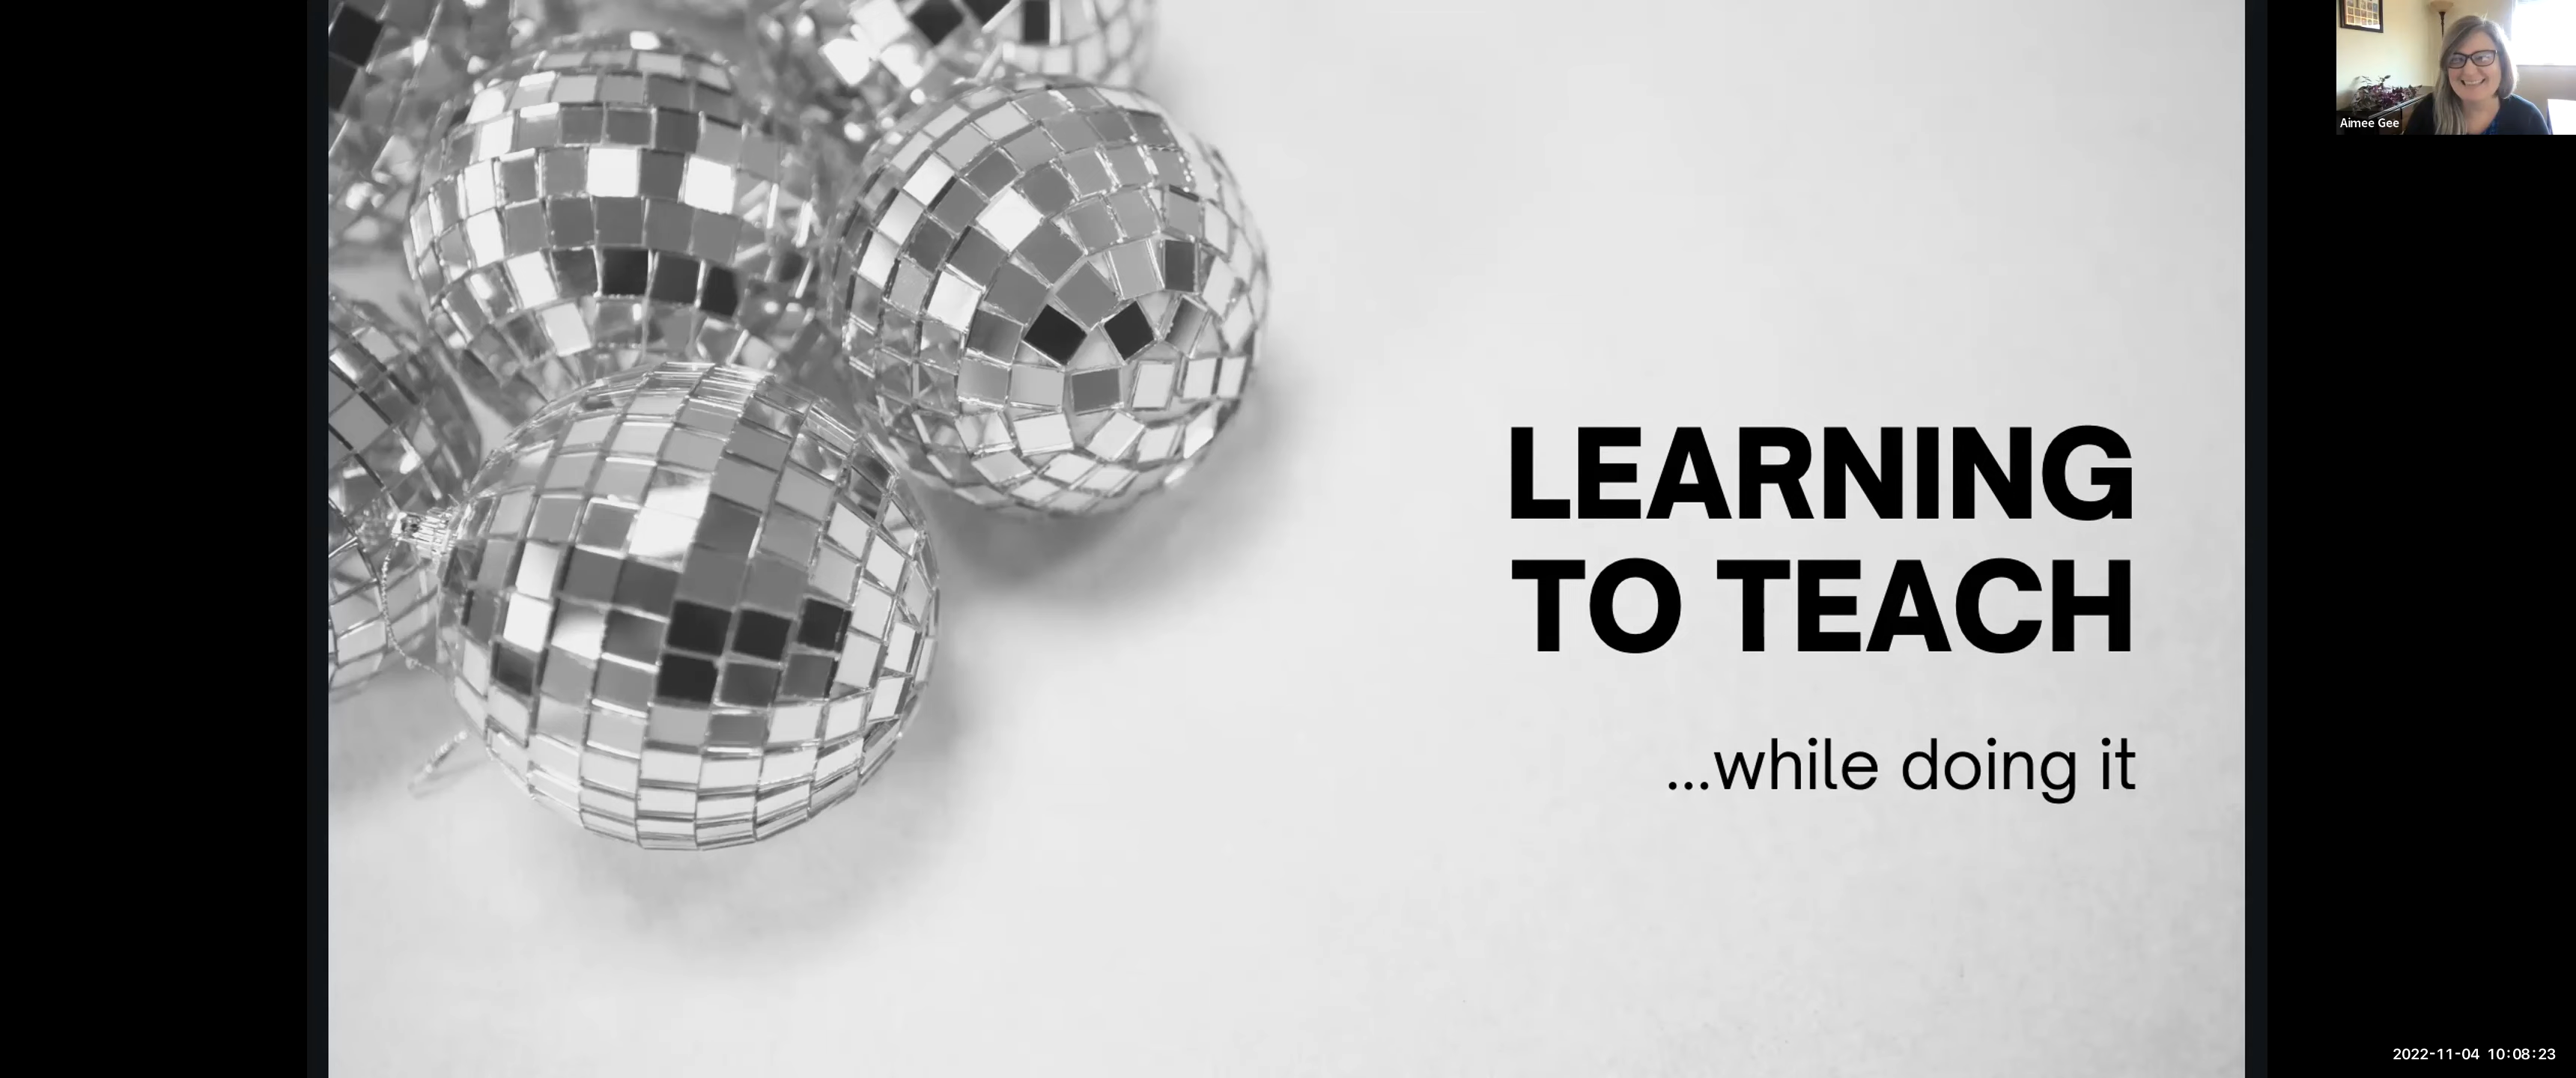 Aimee Gee
LEARNING
TO TEACH
...while doing it
2022-11-04 10:08:23